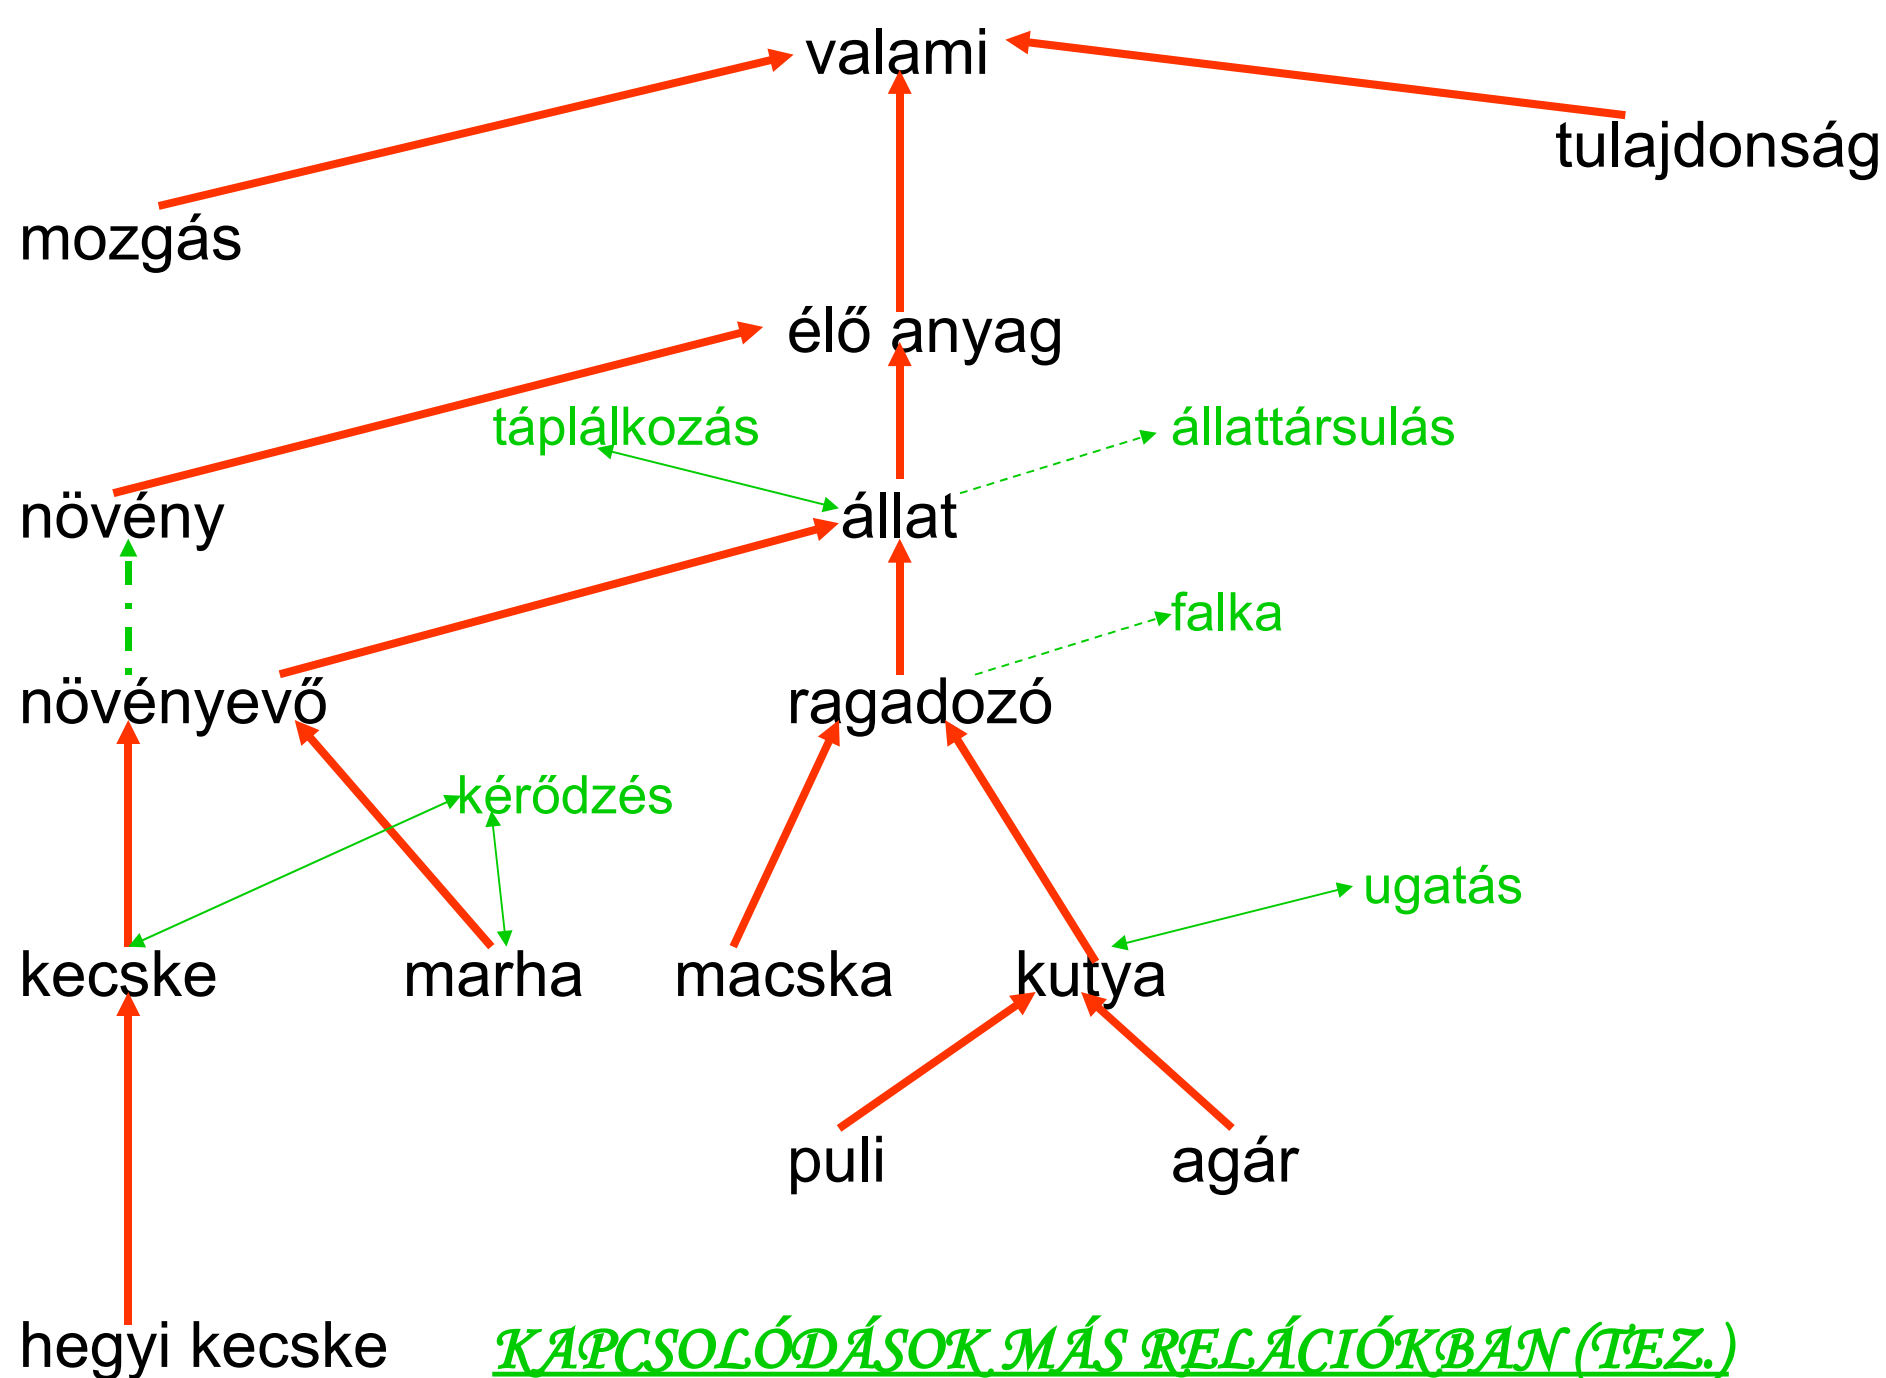 valami
tulajdonság
mozgás
élő anyag
táplálkozás
állattársulás
növény
állat
falka
növényevő
ragadozó
kérődzés
ugatás
kecske
marha
macska
kutya
puli
agár
hegyi kecske
KAPCSOLÓDÁSOK MÁS RELÁCIÓKBAN (TEZ.)